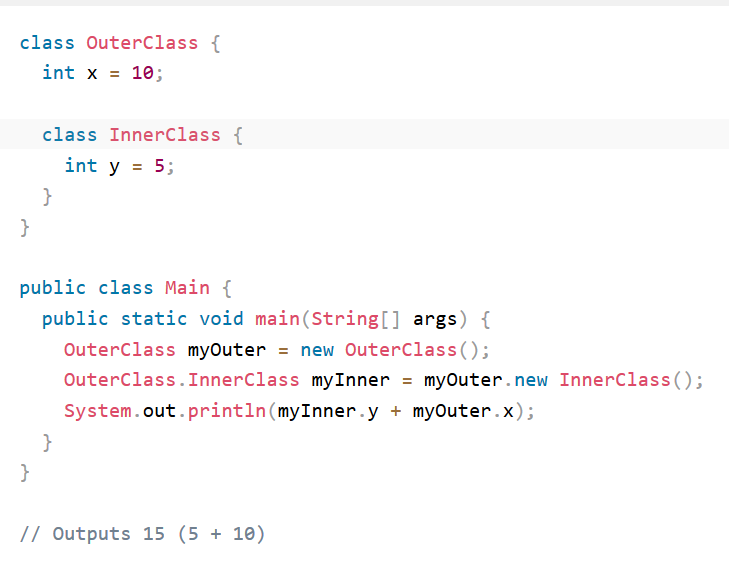 class OuterClass {
  int x = 10;

  class InnerClass {
    int y = 5;
  }
}

public class Main {
  public static void main(String[] args) {
    OuterClass myOuter = new OuterClass();
    OuterClass.InnerClass myInner = myOuter.new InnerClass();
    System.out.println(myInner.y + myOuter.x);
  }
}

// Outputs 15 (5 + 10)